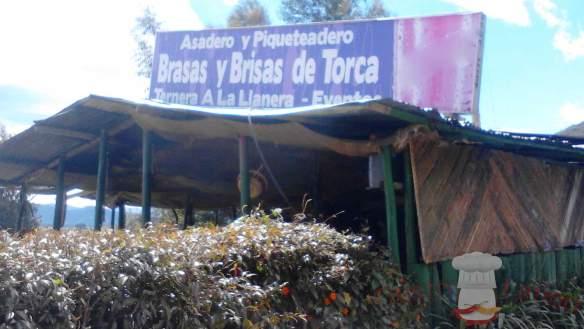 Asadero y Piqueteadero
Brasas y Brisas de Torca
Ternera A La Llanera - Eventos